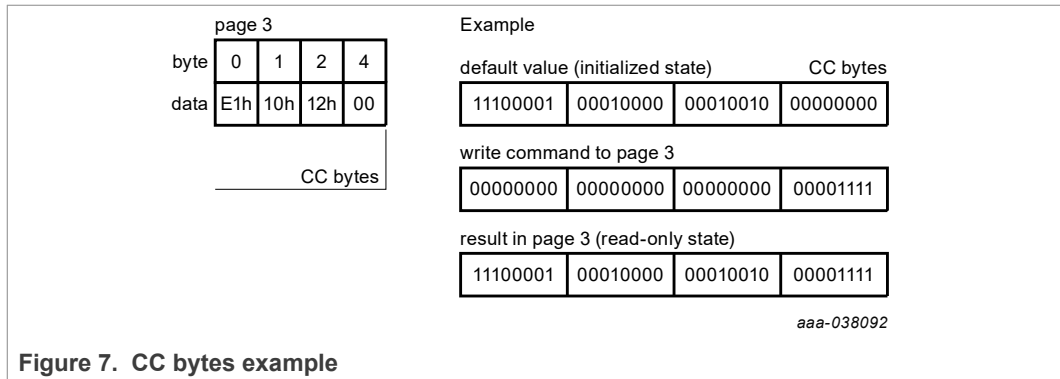 page 3
byte 0 1 2 4
data E1h 10h 12h 00
CC bytes
Example
default value (initialized state) CC bytes
11100001 00010000 00010010 00000000
write command to page 3
00000000 00000000 00000000 00001111
result in page 3 (read-only state)
11100001 00010000 00010010 00001111
aaa-038092
Figure 7. CC bytes example